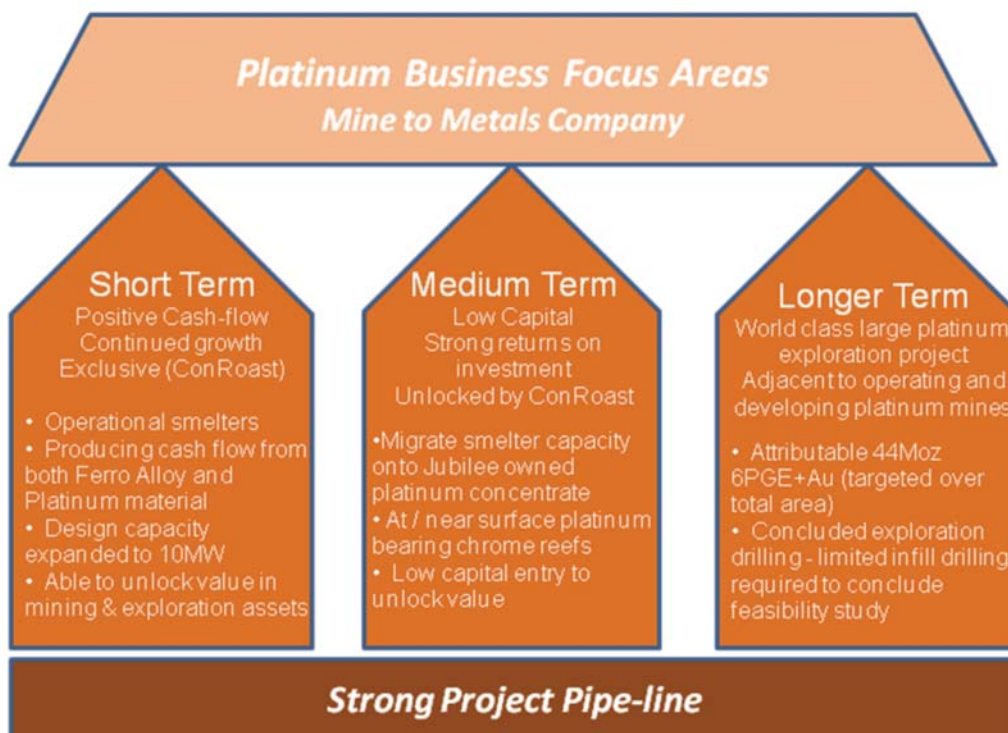 Platinum Business Focus Areas
Mine to Metals Company
Short Term
Positive Cash-flow
Continued growth
Exclusive (ConRoast)
• Operational smelters
• Producing cash flow from
both Ferro Alloy and
Platinum material
• Design capacity
expanded to 10MW
• Able to unlock value in
mining & exploration assets
Medium Term
Low Capital
Strong returns on
investment
Unlocked by ConRoast
•Migrate smelter capacity
onto Jubilee owned
platinum concentrate
• At / near surface platinum
bearing chrome reefs
• Low capital entry to
unlock value
Longer Term
World class large platinum
exploration project
Adjacent to operating and
developing platinum mines
• Attributable 44Moz
6PGE+Au (targeted over
total area)
• Concluded exploration
drilling - limited infill drilling
required to conclude
feasibility study
Strong Project Pipe-line